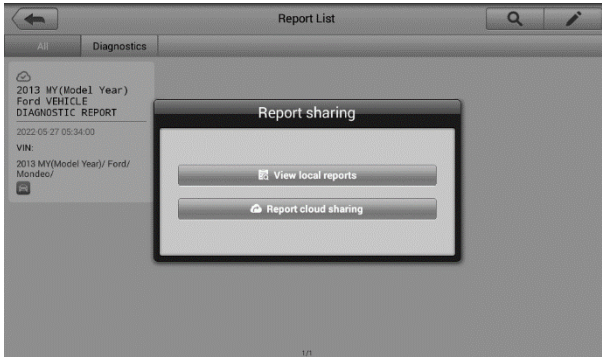 Report List
All
Diagnostics
2013 MY(Model Year)
Ford VEHICLE
DIAGNOSTIC REPORT
2022-05-27 05:34:00
VIN:
2013 MY(Model Year)/ Ford/
Mondeo/
Report sharing
View local reports
Report cloud sharing
1/1